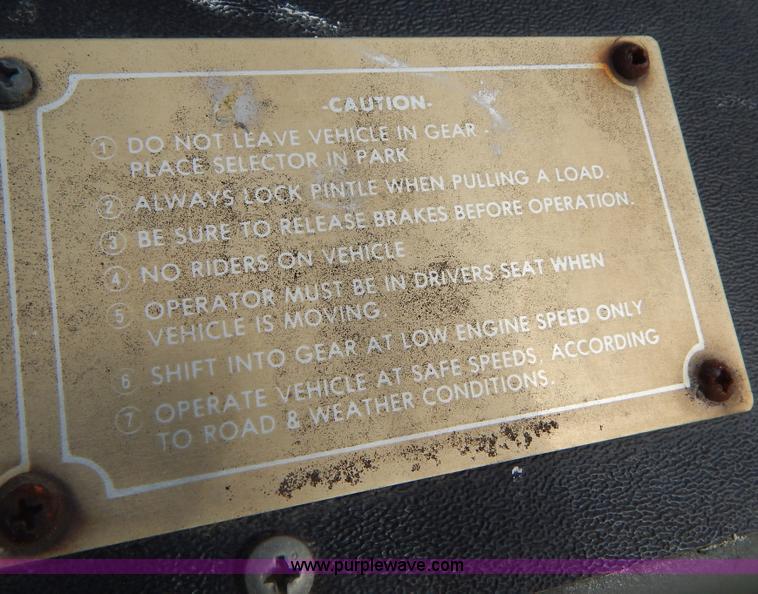 -CAUTION-
1 DO NOT LEAVE VEHICLE IN GEAR -
PLACE SELECTOR IN PARK
2 ALWAYS LOCK PINTLE WHEN PULLING A LOAD.
3 BE SURE TO RELEASE BRAKES BEFORE OPERATION.
4 NO RIDERS ON VEHICLE
5 OPERATOR MUST BE IN DRIVERS SEAT WHEN
VEHICLE IS MOVING.
6 SHIFT INTO GEAR AT LOW ENGINE SPEED ONLY
7 OPERATE VEHICLE AT SAFE SPEEDS, ACCORDING
TO ROAD & WEATHER CONDITIONS.
www.purplewave.com